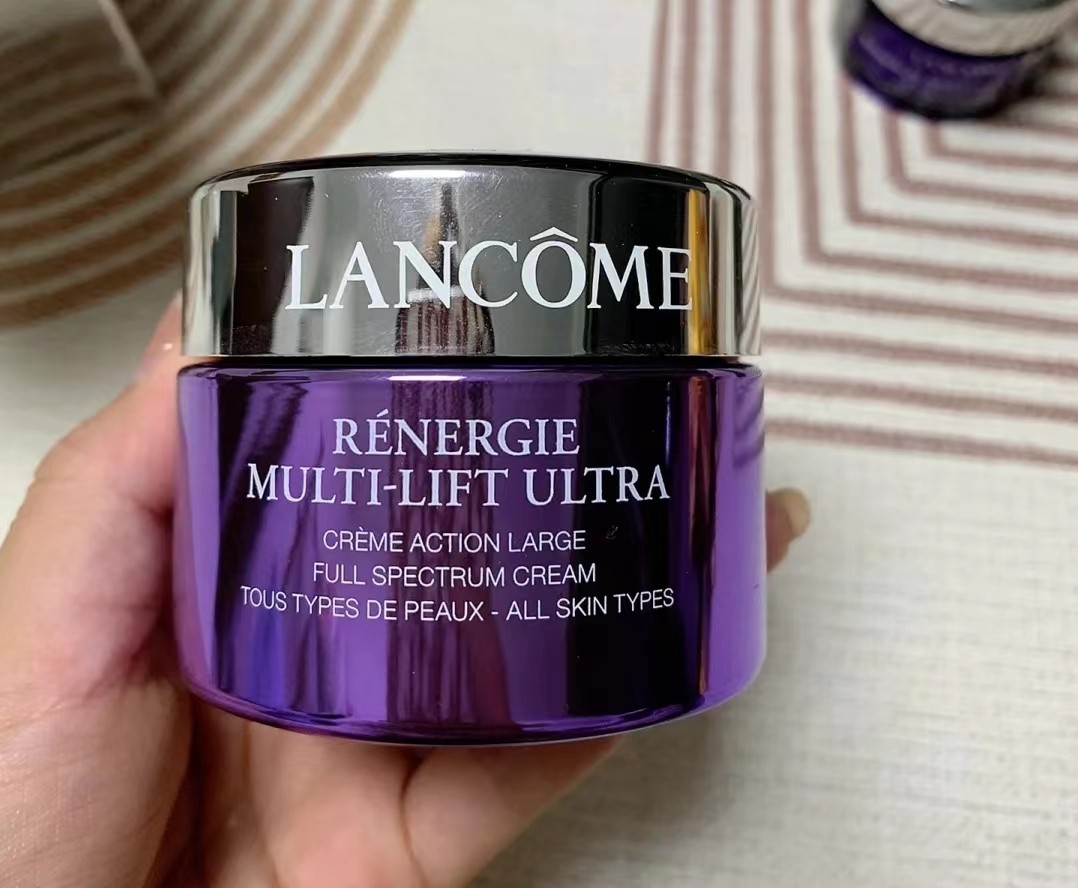 LANCÔME
RÉNERGIE
MULTI-LIFT ULTRA
CRÈME ACTION LARGE
FULL SPECTRUM CREAM
TOUS TYPES DE PEAUX - ALL SKIN TYPES